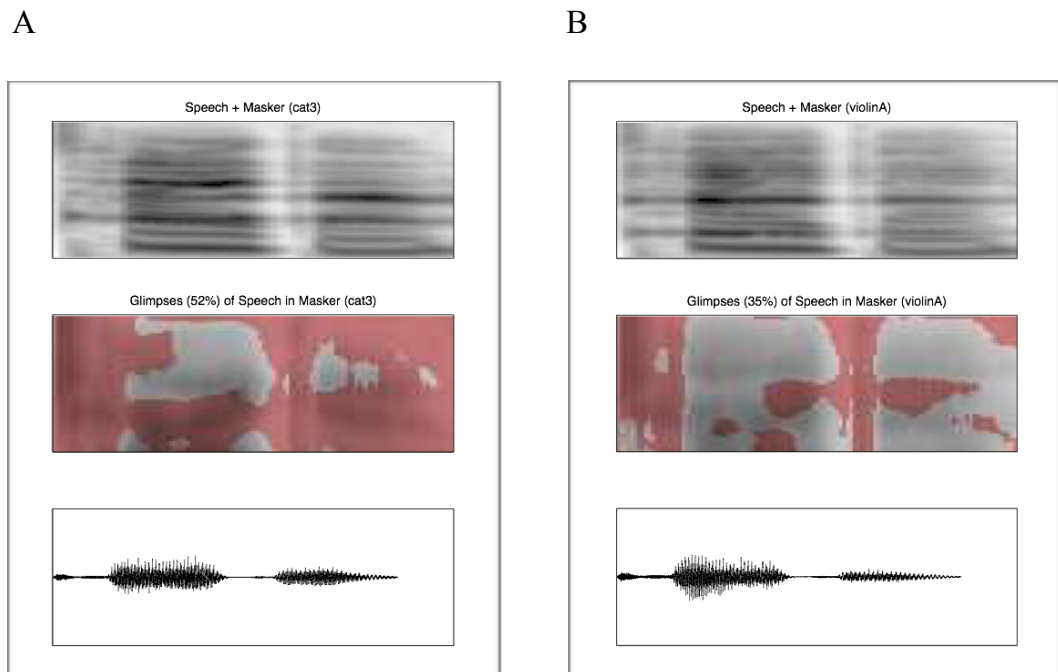 A
B
Speech + Masker (cat3)
Speech + Masker (violinA)
Glimpses (52%) of Speech in Masker (cat3)
Glimpses (35%) of Speech in Masker (violinA)